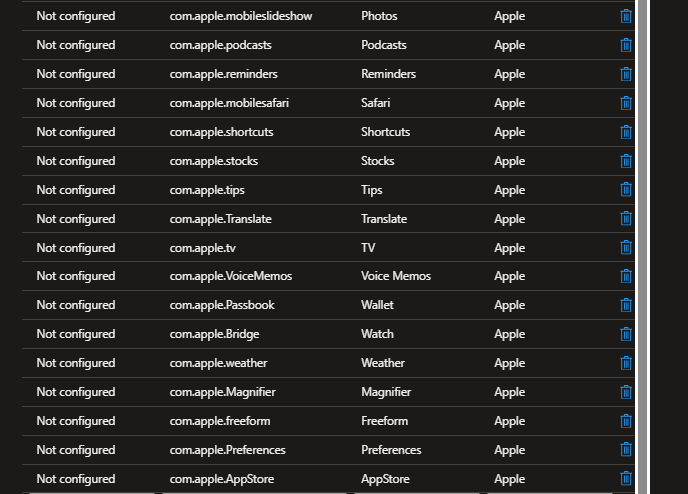 Not configured com.apple.mobileslideshow Photos Apple
Not configured com.apple.podcasts Podcasts Apple
Not configured com.apple.reminders Reminders Apple
Not configured com.apple.mobilesafari Safari Apple
Not configured com.apple.shortcuts Shortcuts Apple
Not configured com.apple.stocks Stocks Apple
Not configured com.apple.tips Tips Apple
Not configured com.apple.Translate Translate Apple
Not configured com.apple.tv TV Apple
Not configured com.apple.VoiceMemos Voice Memos Apple
Not configured com.apple.Passbook Wallet Apple
Not configured com.apple.Bridge Watch Apple
Not configured com.apple.weather Weather Apple
Not configured com.apple.Magnifier Magnifier Apple
Not configured com.apple.freeform Freeform Apple
Not configured com.apple.Preferences Preferences Apple
Not configured com.apple.AppStore AppStore Apple